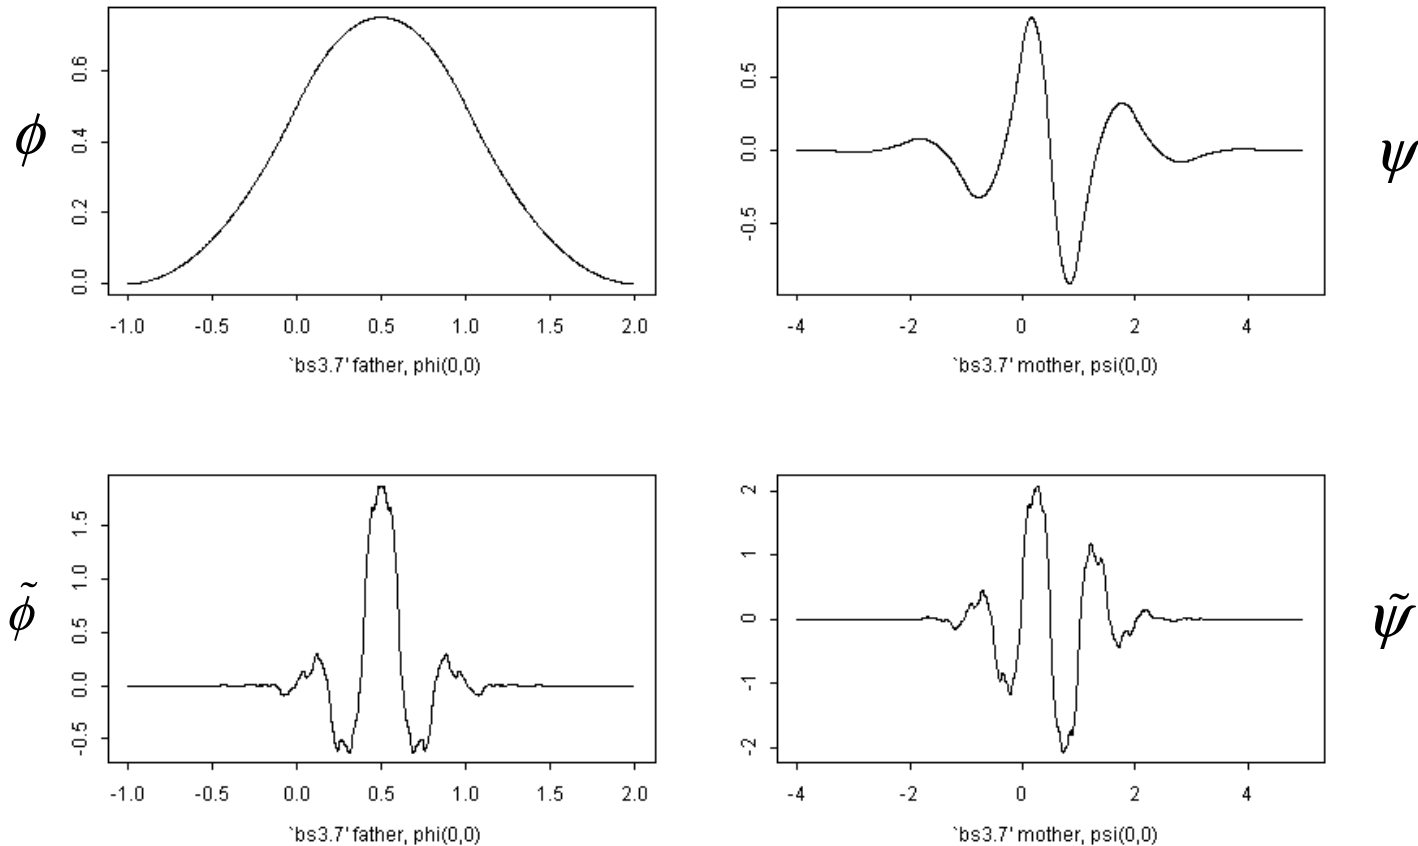 0.0 0.2 0.4 0.6
ϕ
-1.0 -0.5 0.0 0.5 1.0 1.5 2.0
`bs3.7' father, phi(0,0)
-0.5 0.0 0.5
ψ
-4 -2 0 2 4
`bs3.7' mother, psi(0,0)
-0.5 0.0 0.5 1.0 1.5
ϕ̃
-1.0 -0.5 0.0 0.5 1.0 1.5 2.0
`bs3.7' father, phi(0,0)
-2 -1 0 1 2
ψ̃
-4 -2 0 2 4
`bs3.7' mother, psi(0,0)